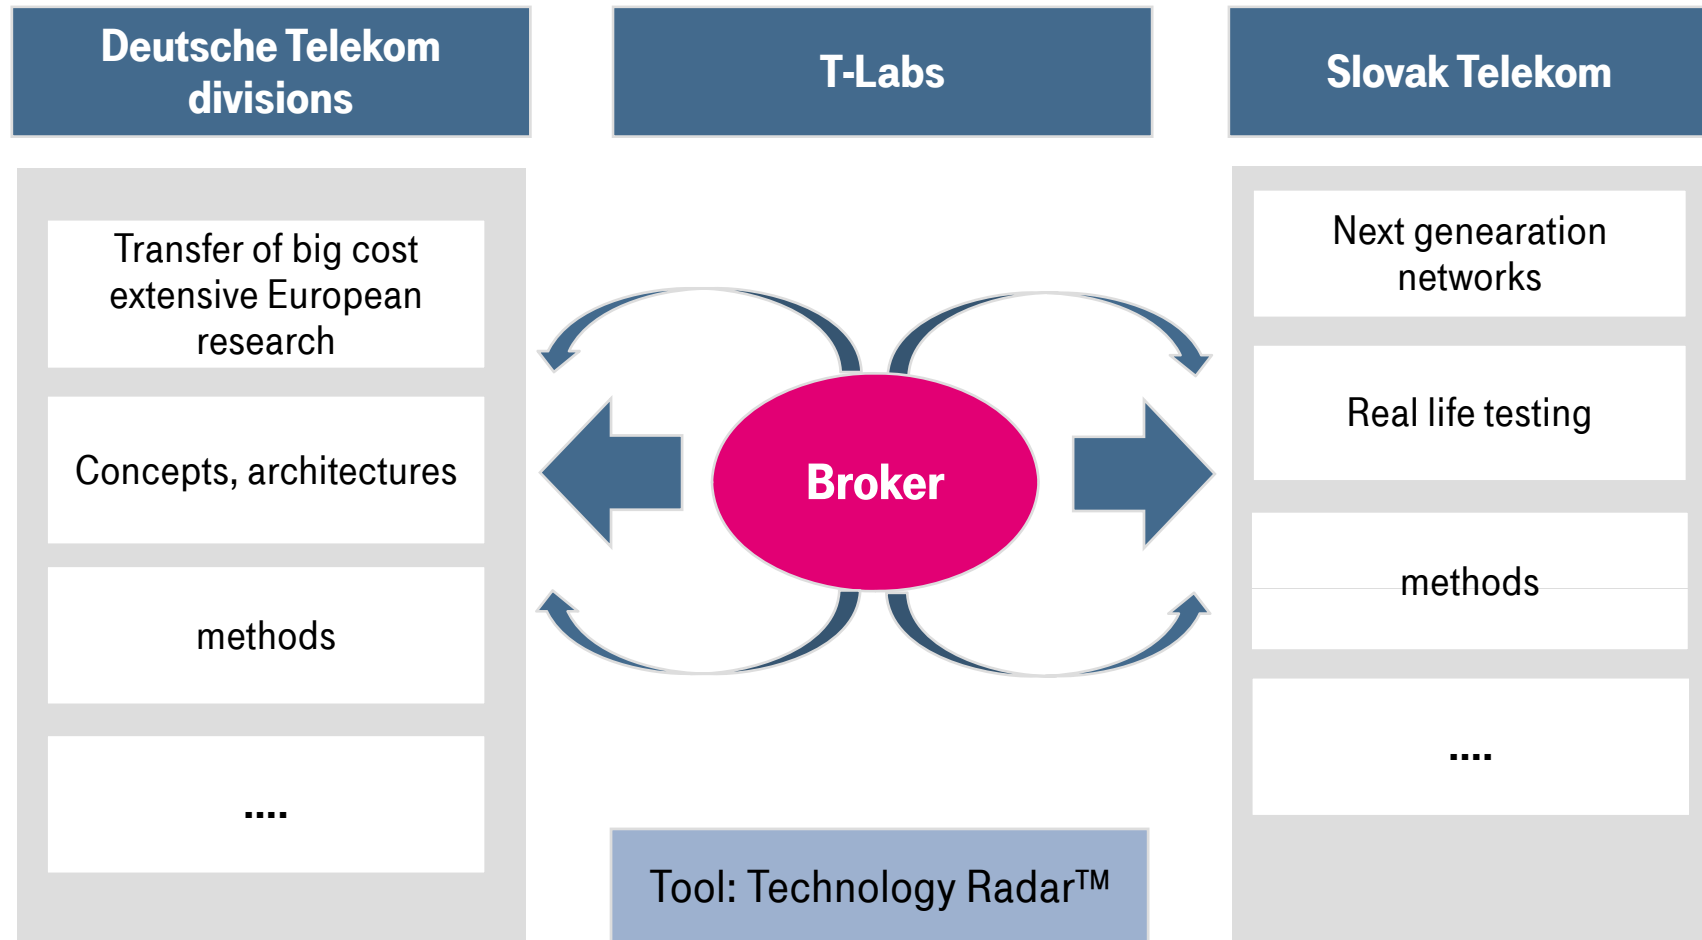 Deutsche Telekom
divisions
T-Labs
Slovak Telekom
Transfer of big cost
extensive European
research
Concepts, architectures
methods
....
Broker
Tool: Technology Radar™
Next genearation
networks
Real life testing
methods
....